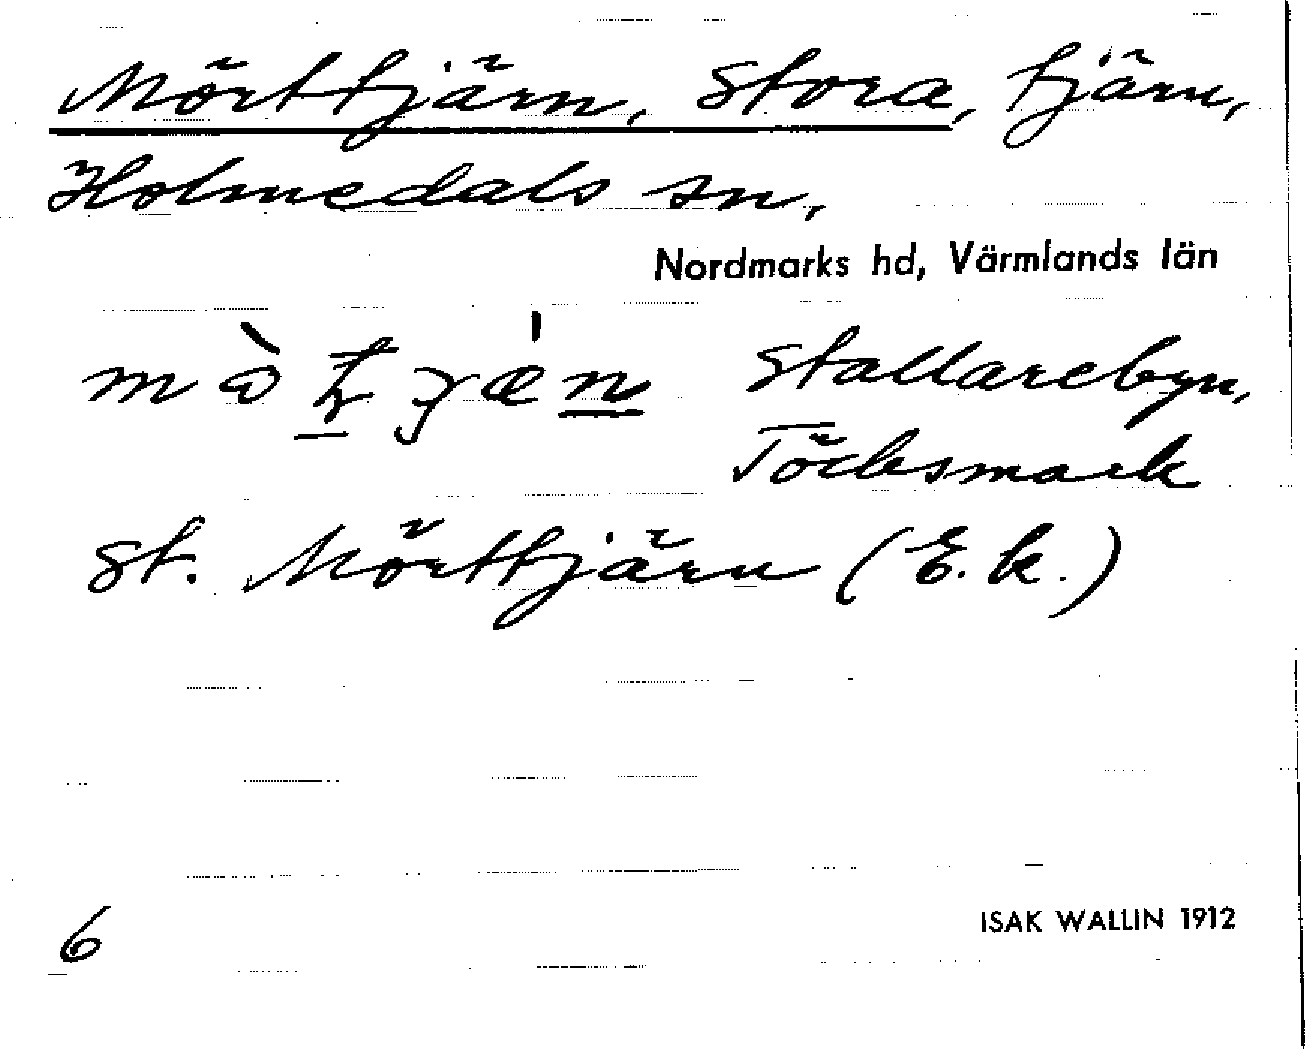 Mörttjärn, Stora, tjärn,
Holmedals sn,
Nordmarks hd, Värmlands län
Stallarebyn,
Töcksmark
St. Mörttjärn (E.k.)
6
ISAK WALLIN 1912